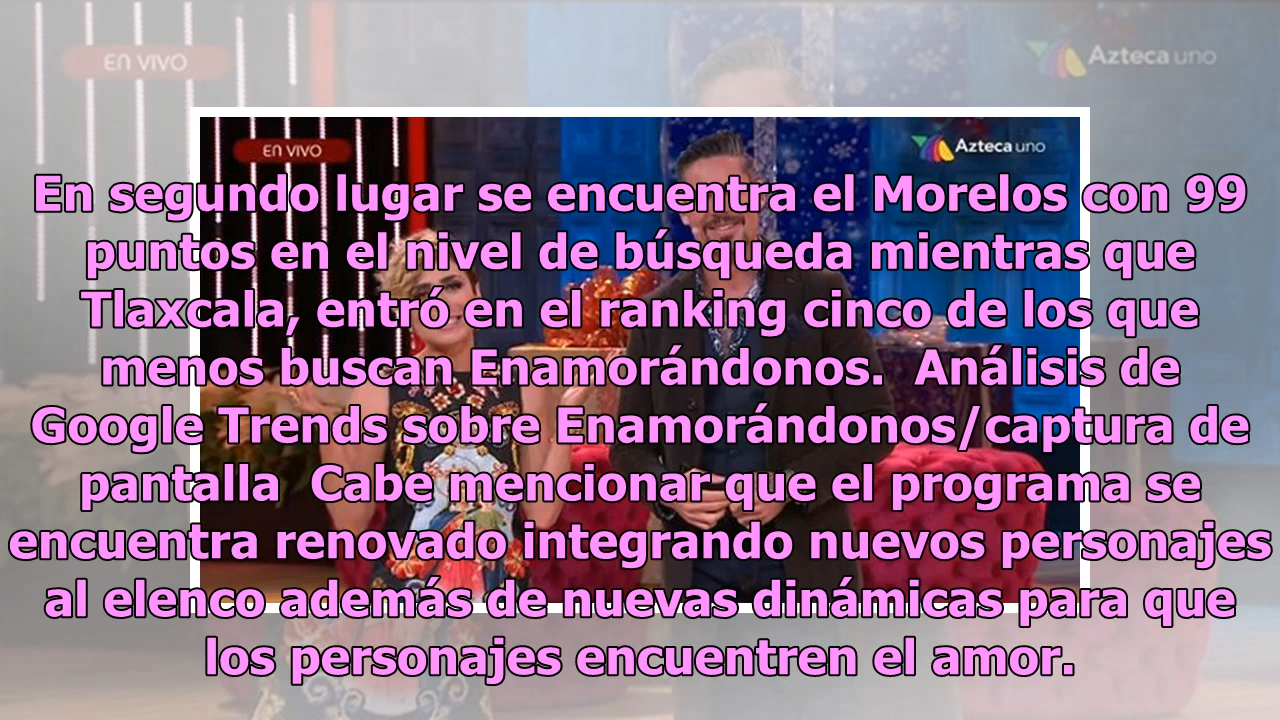 EN VIVO
Azteca uno
EN VIVO
Azteca uno
En segundo lugar se encuentra el Morelos con 99
puntos en el nivel de búsqueda mientras que
Tlaxcala, entró en el ranking cinco de los que
menos buscan Enamorándonos.  Análisis de
Google Trends sobre Enamorándonos/captura de
pantalla  Cabe mencionar que el programa se
encuentra renovado integrando nuevos personajes
al elenco además de nuevas dinámicas para que
los personajes encuentren el amor.